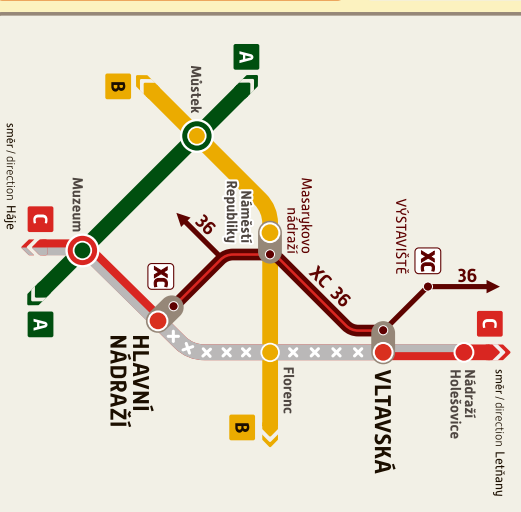 směr / direction Letňany
C
Nádraží
Holešovice
36
XC
VÝSTAVIŠTĚ
VLTAVSKÁ
XC 36
Masarykovo
nádraží
Náměstí
Republiky
Florenc
B
A
Můstek
36
XC
HLAVNÍ
NÁDRAŽÍ
B
Muzeum
C
A
směr / direction Háje